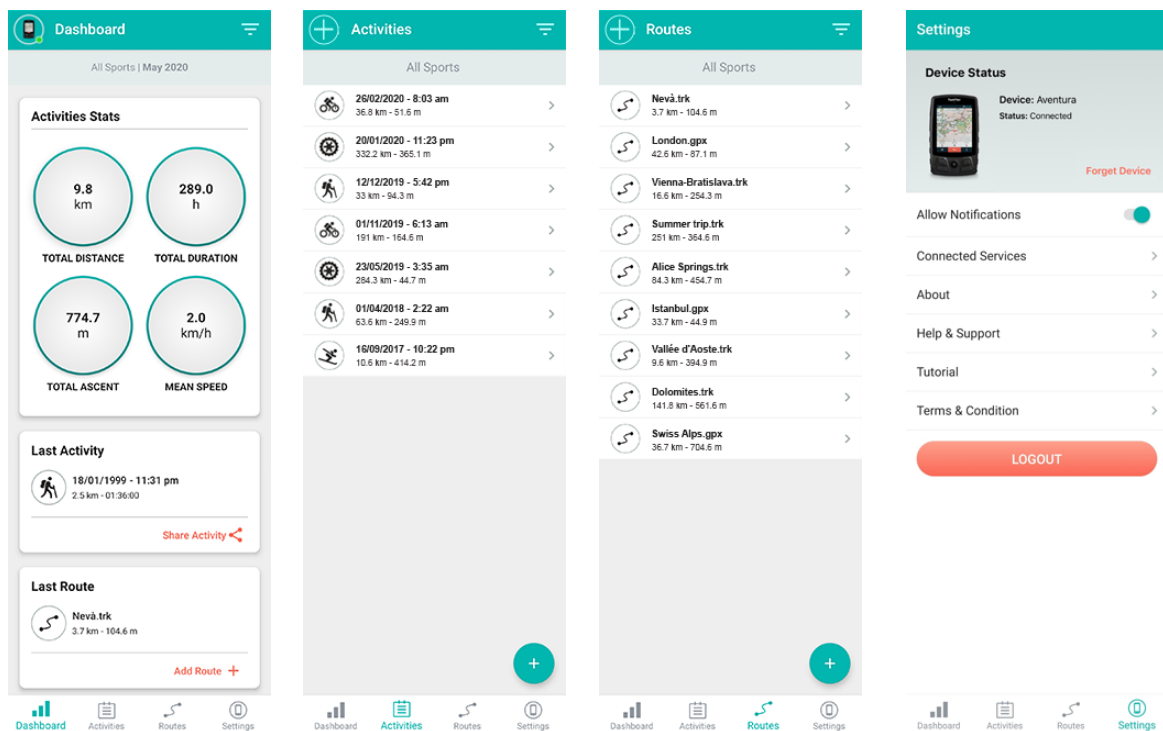 Dashboard
All Sports | May 2020
Activities Stats
9.8
km
289.0
h
TOTAL DISTANCE
TOTAL DURATION
774.7
m
2.0
km/h
TOTAL ASCENT
MEAN SPEED
Last Activity
18/01/1999 - 11:31 pm
2.5 km - 01:36:00
Share Activity
Last Route
Nevà.trk
3.7 km - 104.6 m
Add Route
Dashboard
Activities
Routes
Settings
Activities
All Sports
26/02/2020 - 8:03 am
36.8 km - 51.6 m
20/01/2020 - 11:23 pm
332.2 km - 365.1 m
12/12/2019 - 5:42 pm
33 km - 94.3 m
01/11/2019 - 6:13 am
191 km - 164.6 m
23/05/2019 - 3:35 am
284.3 km - 44.7 m
01/04/2018 - 2:22 am
63.6 km - 249.9 m
16/09/2017 - 10:22 pm
10.6 km - 414.2 m
Dashboard
Activities
Routes
Settings
Routes
All Sports
Nevà.trk
3.7 km - 104.6 m
London.gpx
42.6 km - 87.1 m
Vienna-Bratislava.trk
16.6 km - 254.3 m
Summer trip.trk
251 km - 364.6 m
Alice Springs.trk
84.3 km - 454.7 m
Istanbul.gpx
33.7 km - 44.9 m
Vallée d'Aoste.trk
9.6 km - 394.9 m
Dolomites.trk
141.8 km - 561.6 m
Swiss Alps.gpx
36.7 km - 704.6 m
Dashboard
Activities
Routes
Settings
Settings
Device Status
Device: Aventura
Status: Connected
Forget Device
Allow Notifications
Connected Services
About
Help & Support
Tutorial
Terms & Condition
LOGOUT
Dashboard
Activities
Routes
Settings